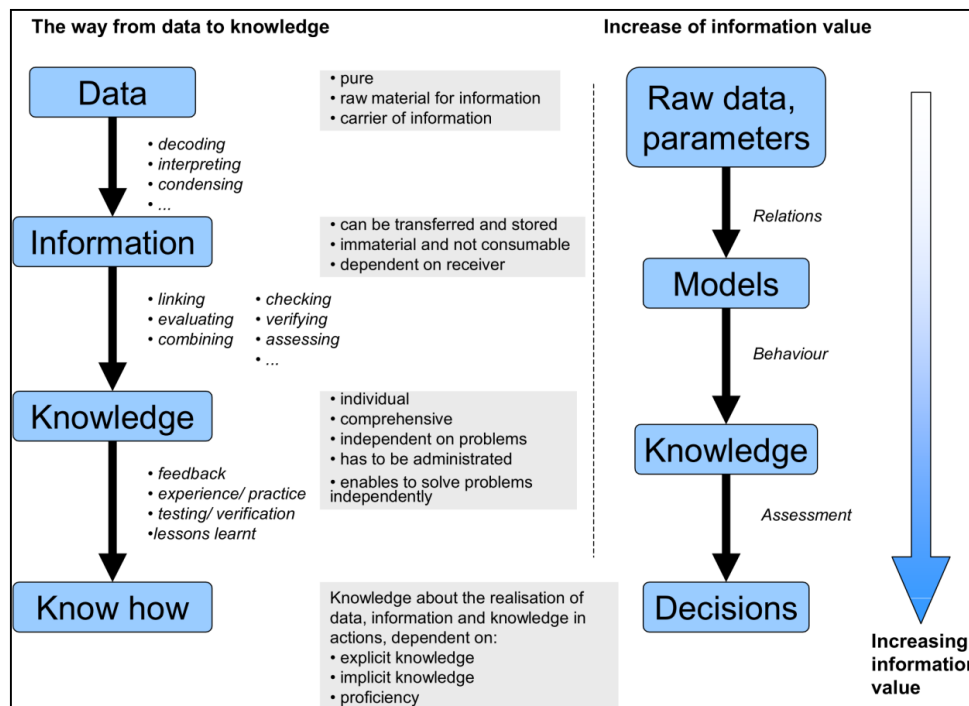 The way from data to knowledge
Data
• pure
• raw material for information
• carrier of information
• decoding
• interpreting
• condensing
• ...
Information
• can be transferred and stored
• immaterial and not consumable
• dependent on receiver
• linking
• evaluating
• combining
• checking
• verifying
• assessing
• ...
Knowledge
• individual
• comprehensive
• independent on problems
• has to be administrated
• enables to solve problems
independently
• feedback
• experience/ practice
• testing/ verification
•lessons learnt
Know how
Knowledge about the realisation of
data, information and knowledge in
actions, dependent on:
• explicit knowledge
• implicit knowledge
• proficiency
Increase of information value
Raw data,
parameters
Relations
Models
Behaviour
Knowledge
Assessment
Decisions
Increasing
information
value